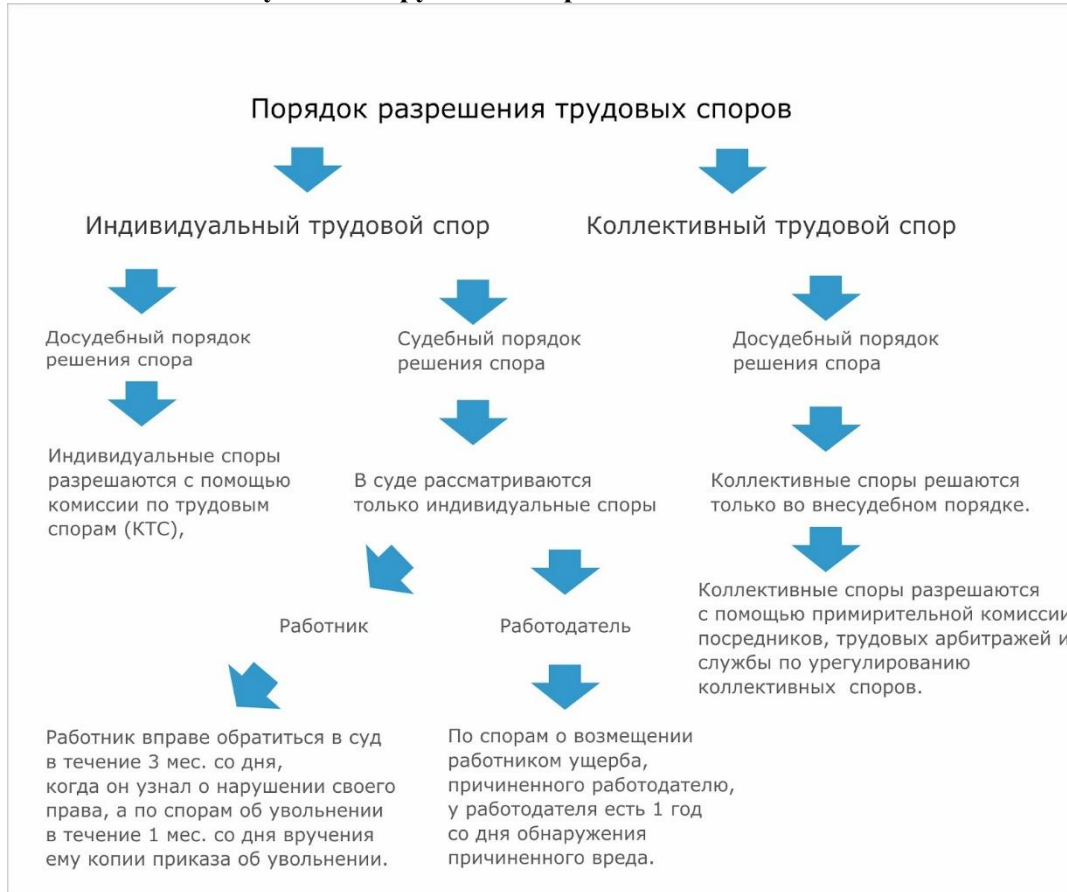 Порядок разрешения трудовых споров
Индивидуальный трудовой спор
Коллективный трудовой спор
Досудебный порядок
решения спора
Судебный порядок
решения спора
Досудебный порядок
решения спора
Индивидуальные споры
разрешаются с помощью
комиссии по трудовым
спорам (КТС),
В суде рассматриваются
только индивидуальные споры
Коллективные споры решаются
только во внесудебном порядке.
Работник
Работодатель
Коллективные споры разрешаются
с помощью примирительной комиссии
посредников, трудовых арбитражей и
службы по урегулированию
коллективных споров.
Работник вправе обратиться в суд
в течение 3 мес. со дня,
когда он узнал о нарушении своего
права, а по спорам об увольнении
в течение 1 мес. со дня вручения
ему копии приказа об увольнении.
По спорам о возмещении
работником ущерба,
причиненного работодателю,
у работодателя есть 1 год
со дня обнаружения
причиненного вреда.